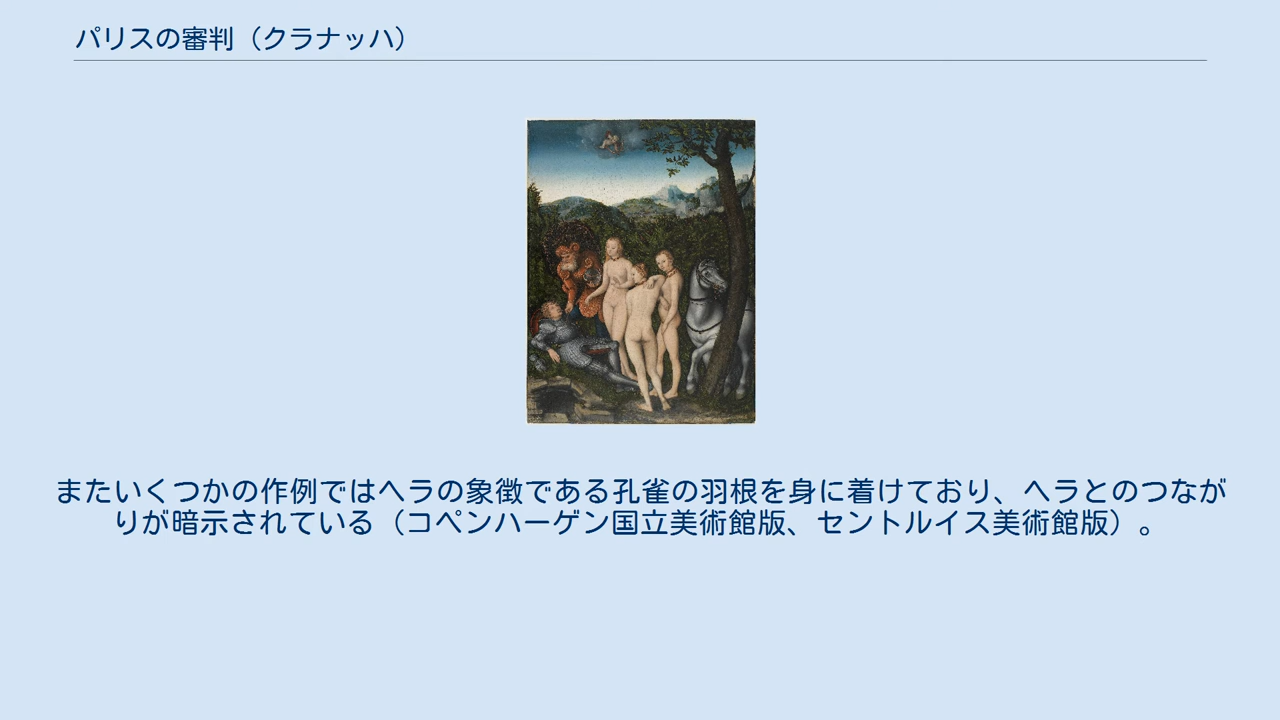 パリスの審判（クラナッハ）
またいくつかの作例ではヘラの象徴である孔雀の羽根を身に着けており、ヘラとのつなが
りが暗示されている（コペンハーゲン国立美術館版、セントルイス美術館版）。